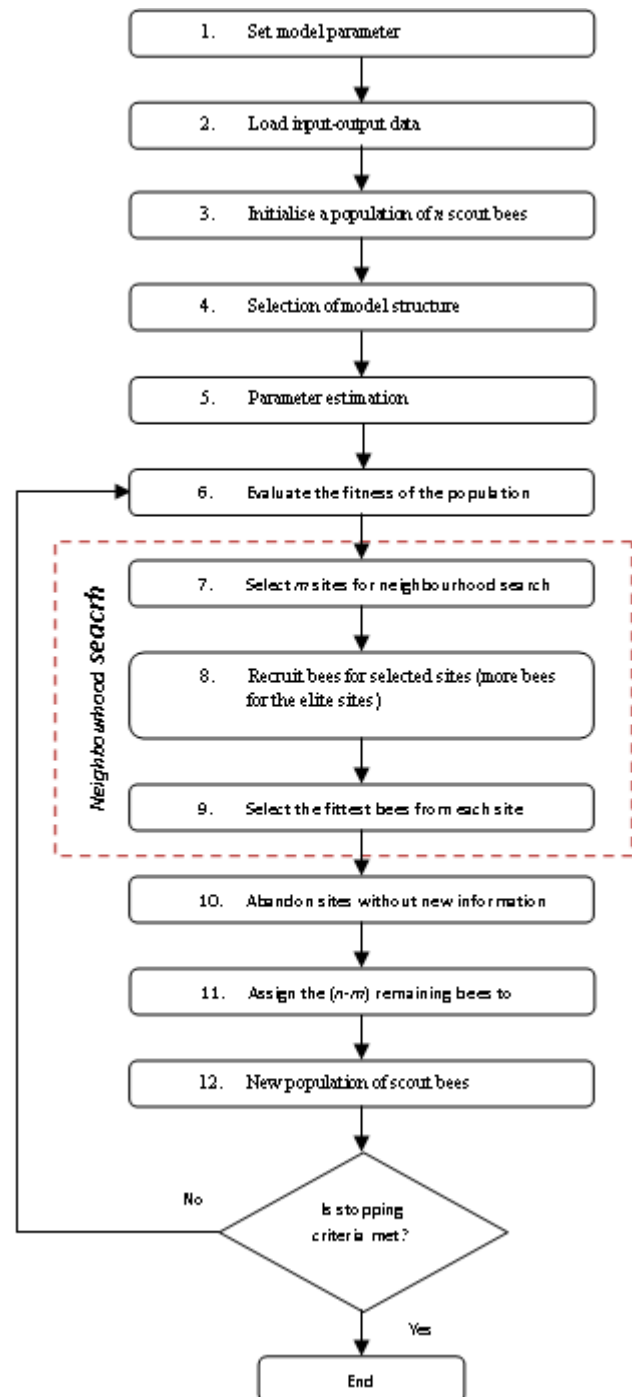 1. Set model parameter
2. Load input-output data
3. Initialise a population of n scout bees
4. Selection of model structure
5. Parameter estimation
6. Evaluate the fitness of the population
Neighbourhood seacrh
7. Select m sites for neighbourhood search
8. Recruit bees for selected sites (more bees
for the elite sites)
9. Select the fittest bees from each site
10. Abandon sites without new information
11. Assign the (n-m) remaining bees to
12. New population of scout bees
No
Is stopping
criteria met?
Yes
End